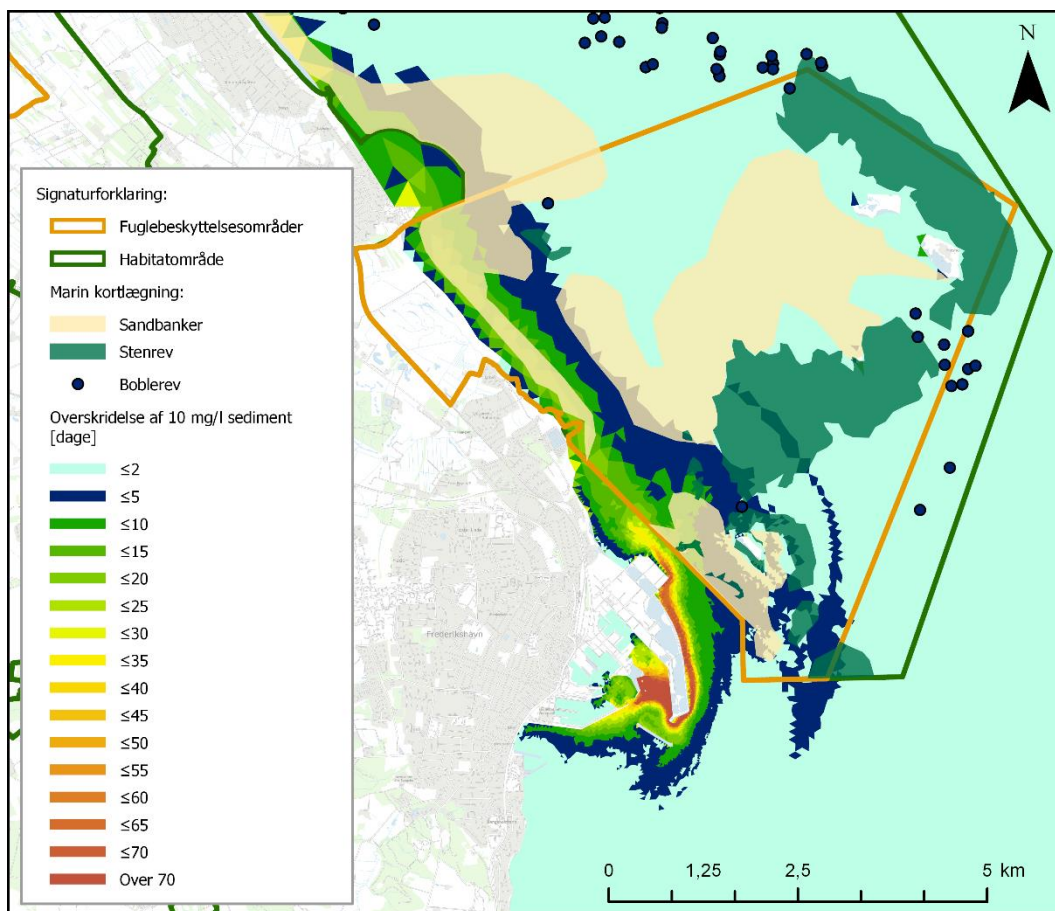 N
Signaturforklaring:
Fuglebeskyttelsesområder
Habitatområde
Marin kortlægning:
Sandbanker
Stenrev
Boblerev
Overskridelse af 10 mg/l sediment
[dage]
≤2
≤5
≤10
≤15
≤20
≤25
≤30
≤35
≤40
≤45
≤50
≤55
≤60
≤65
≤70
Over 70
Frederikshavn
0 1,25 2,5 5 km